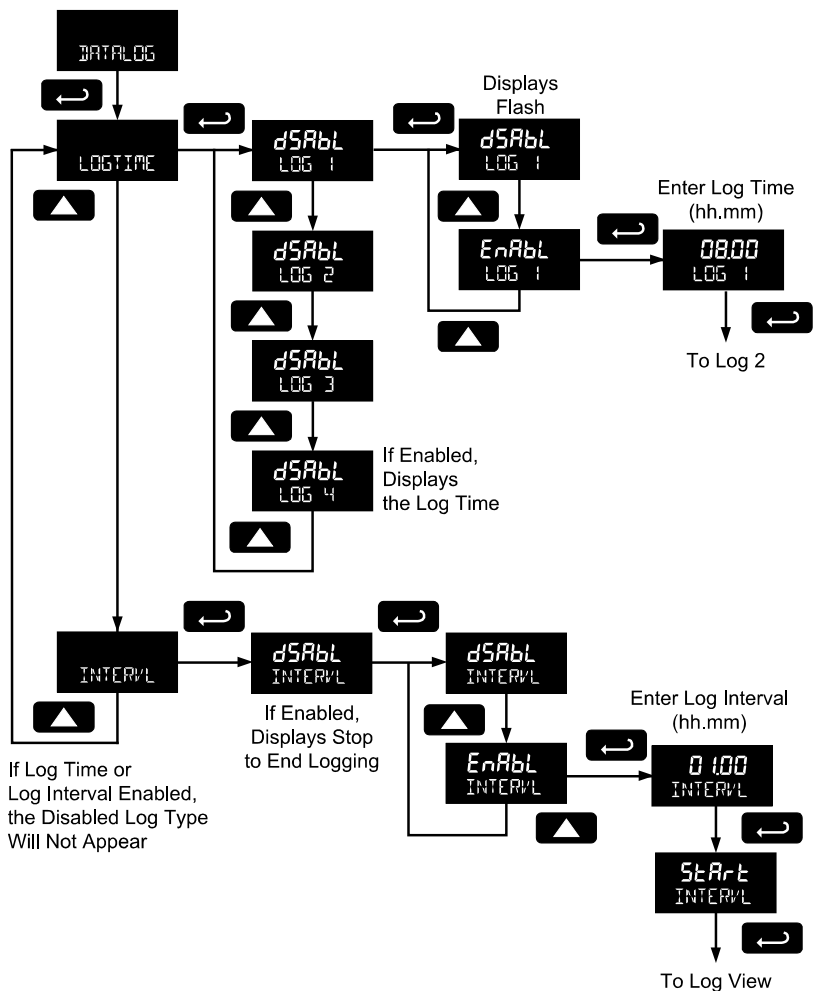 DATALOG
LOGTIME
dSAbL
LOG 1
dSAbL
LOG 2
dSAbL
LOG 3
dSAbL
LOG 4
If Enabled,
Displays
the Log Time
Displays
Flash
dSAbL
LOG 1
EnAbL
LOG 1
Enter Log Time
(hh.mm)
08.00
LOG 1
To Log 2
INTERVL
If Log Time or
Log Interval Enabled,
the Disabled Log Type
Will Not Appear
dSAbL
INTERVL
If Enabled,
Displays Stop
to End Logging
dSAbL
INTERVL
EnAbL
INTERVL
Enter Log Interval
(hh.mm)
01.00
INTERVL
StArt
INTERVL
To Log View